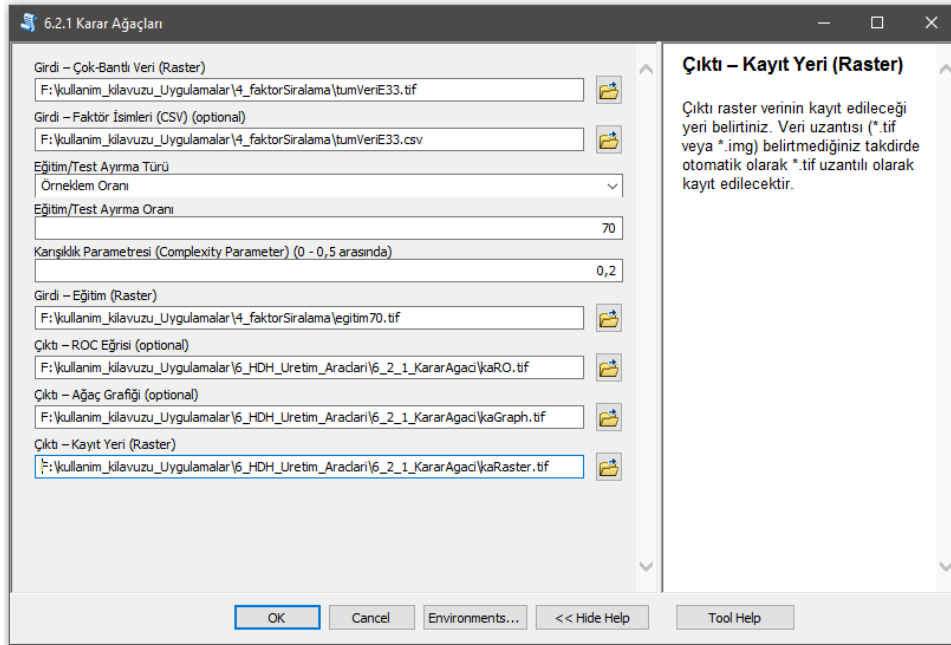 6.2.1 Karar Ağaçları
Girdi – Çok-Bantlı Veri (Raster)
F:\kullanim_kilavuzu_Uygulamalar\4_faktorSiralama\tumVeriE33.tif
Girdi – Faktör İsimleri (CSV) (optional)
F:\kullanim_kilavuzu_Uygulamalar\4_faktorSiralama\tumVeriE33.csv
Eğitim/Test Ayırma Türü
Örneklem Oranı
Eğitim/Test Ayırma Oranı
70
Karışıklık Parametresi (Complexity Parameter) (0 - 0,5 arasında)
0,2
Girdi – Eğitim (Raster)
F:\kullanim_kilavuzu_Uygulamalar\4_faktorSiralama\egitim70.tif
Çıktı – ROC Eğrisi (optional)
F:\kullanim_kilavuzu_Uygulamalar\6_HDH_Uretim_Araclari\6_2_1_KararAgaci\kaRO.tif
Çıktı – Ağaç Grafiği (optional)
F:\kullanim_kilavuzu_Uygulamalar\6_HDH_Uretim_Araclari\6_2_1_KararAgaci\kaGraph.tif
Çıktı – Kayıt Yeri (Raster)
F:\kullanim_kilavuzu_Uygulamalar\6_HDH_Uretim_Araclari\6_2_1_KararAgaci\kaRaster.tif
Çıktı – Kayıt Yeri (Raster)
Çıktı raster verinin kayıt edileceği
yeri belirtiniz. Veri uzantısı (*.tif
veya *.img) belirtmediğiniz takdirde
otomatik olarak *.tif uzantılı olarak
kayıt edilecektir.
OK
Cancel
Environments...
<< Hide Help
Tool Help